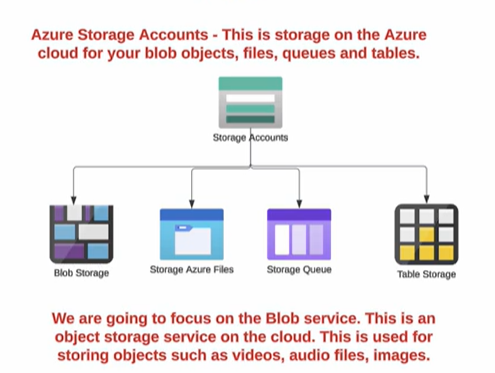 Azure Storage Accounts - This is storage on the Azure
cloud for your blob objects, files, queues and tables.
Storage Accounts
Blob Storage
Storage Azure Files
Storage Queue
Table Storage
We are going to focus on the Blob service. This is an
object storage service on the cloud. This is used for
storing objects such as videos, audio files, images.